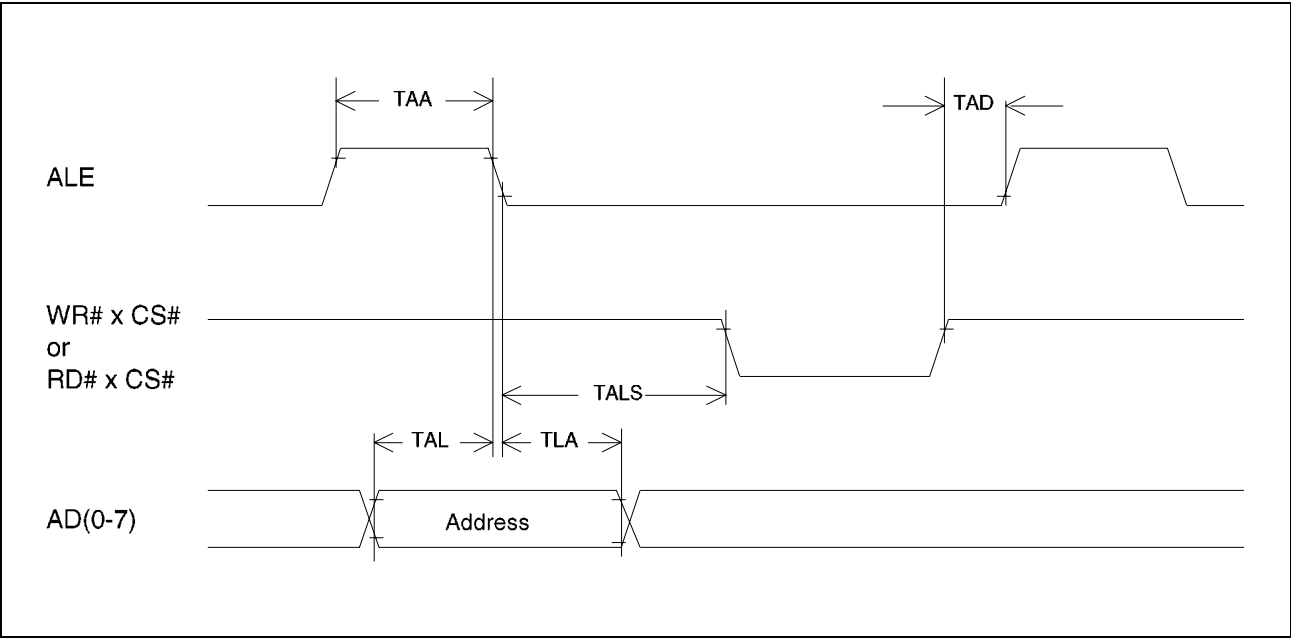 TAA
TAD
ALE
WR# x CS#
or
RD# x CS#
TALS
TAL
TLA
AD(0-7)
Address